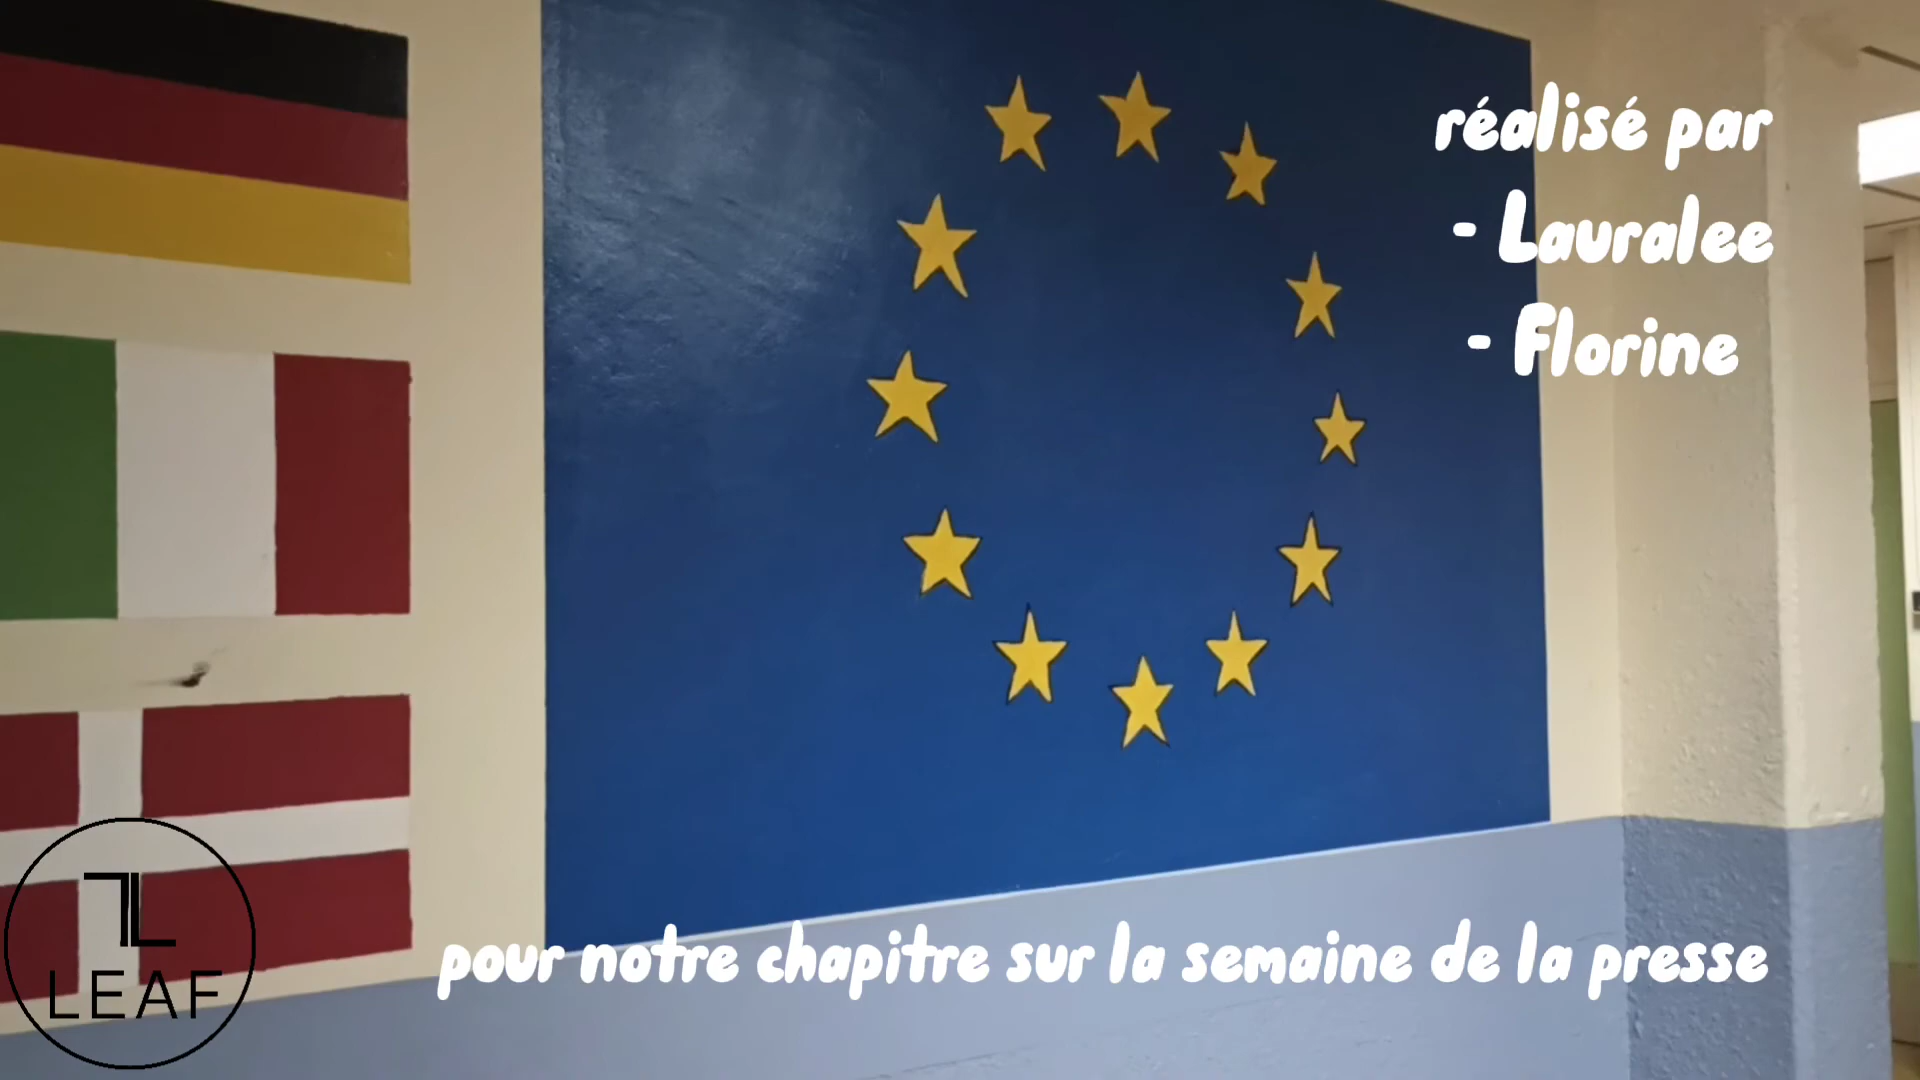 réalisé par
- Lauralee
- Florine
LEAF
pour notre chapitre sur la semaine de la presse